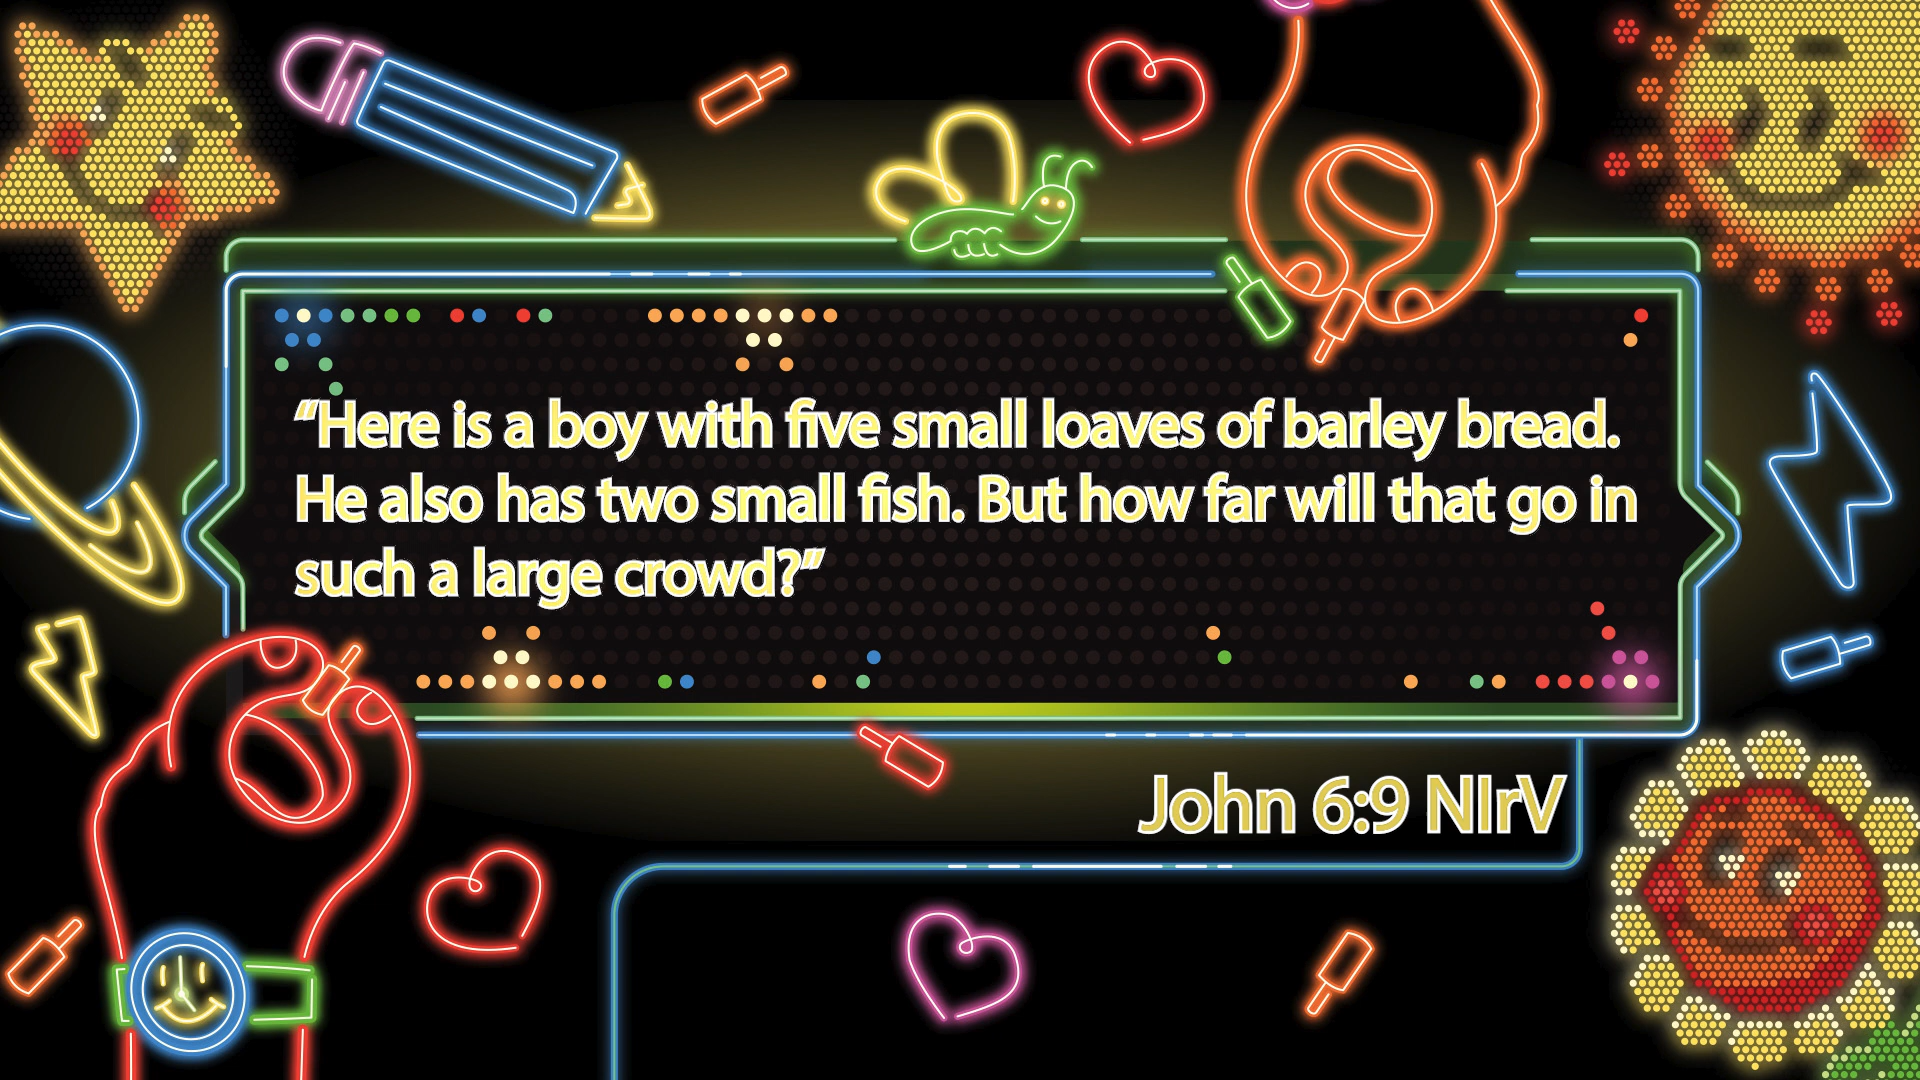 “Here is a boy with five small loaves of barley bread.
He also has two small fish. But how far will that go in
such a large crowd?”
John 6:9 NIrV